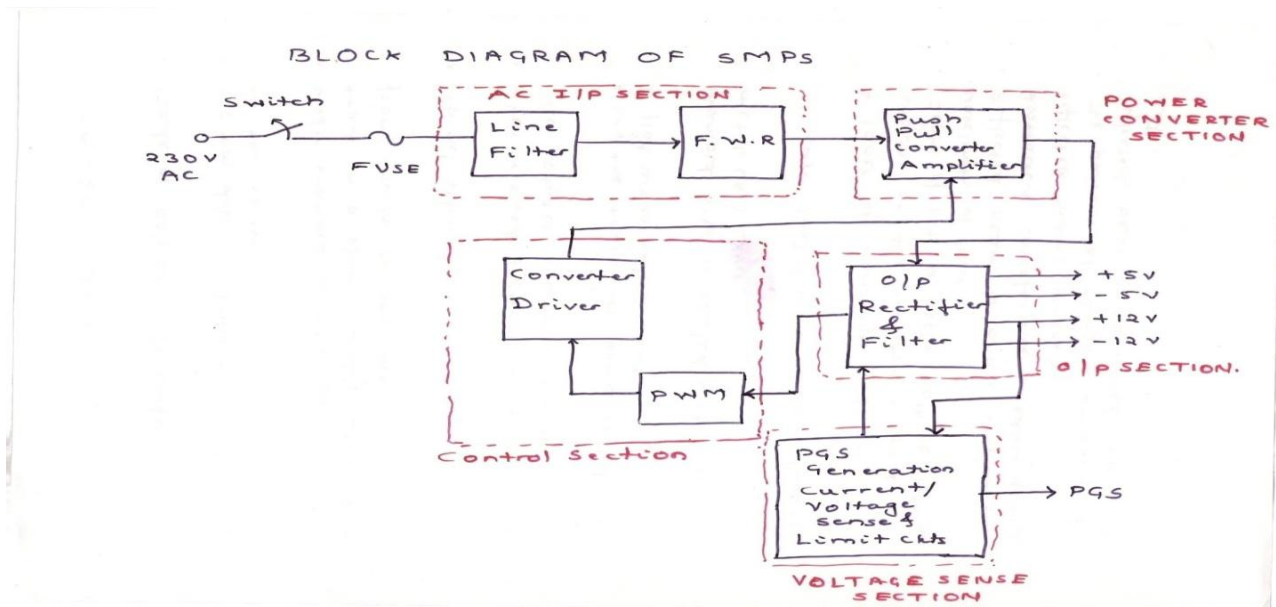 BLOCK DIAGRAM OF SMPS
Switch
230V
AC
FUSE
AC I/P SECTION
Line
Filter
F.W.R
Push
Pull
Converter
Amplifier
POWER
CONVERTER
SECTION
Converter
Driver
PWM
Control Section
O/P
Rectifier
&
Filter
+5V
-5V
+12V
-12V
O/P SECTION.
PGS
Generation
Current/
Voltage
Sense &
Limit Ckts
PGS
VOLTAGE SENSE
SECTION